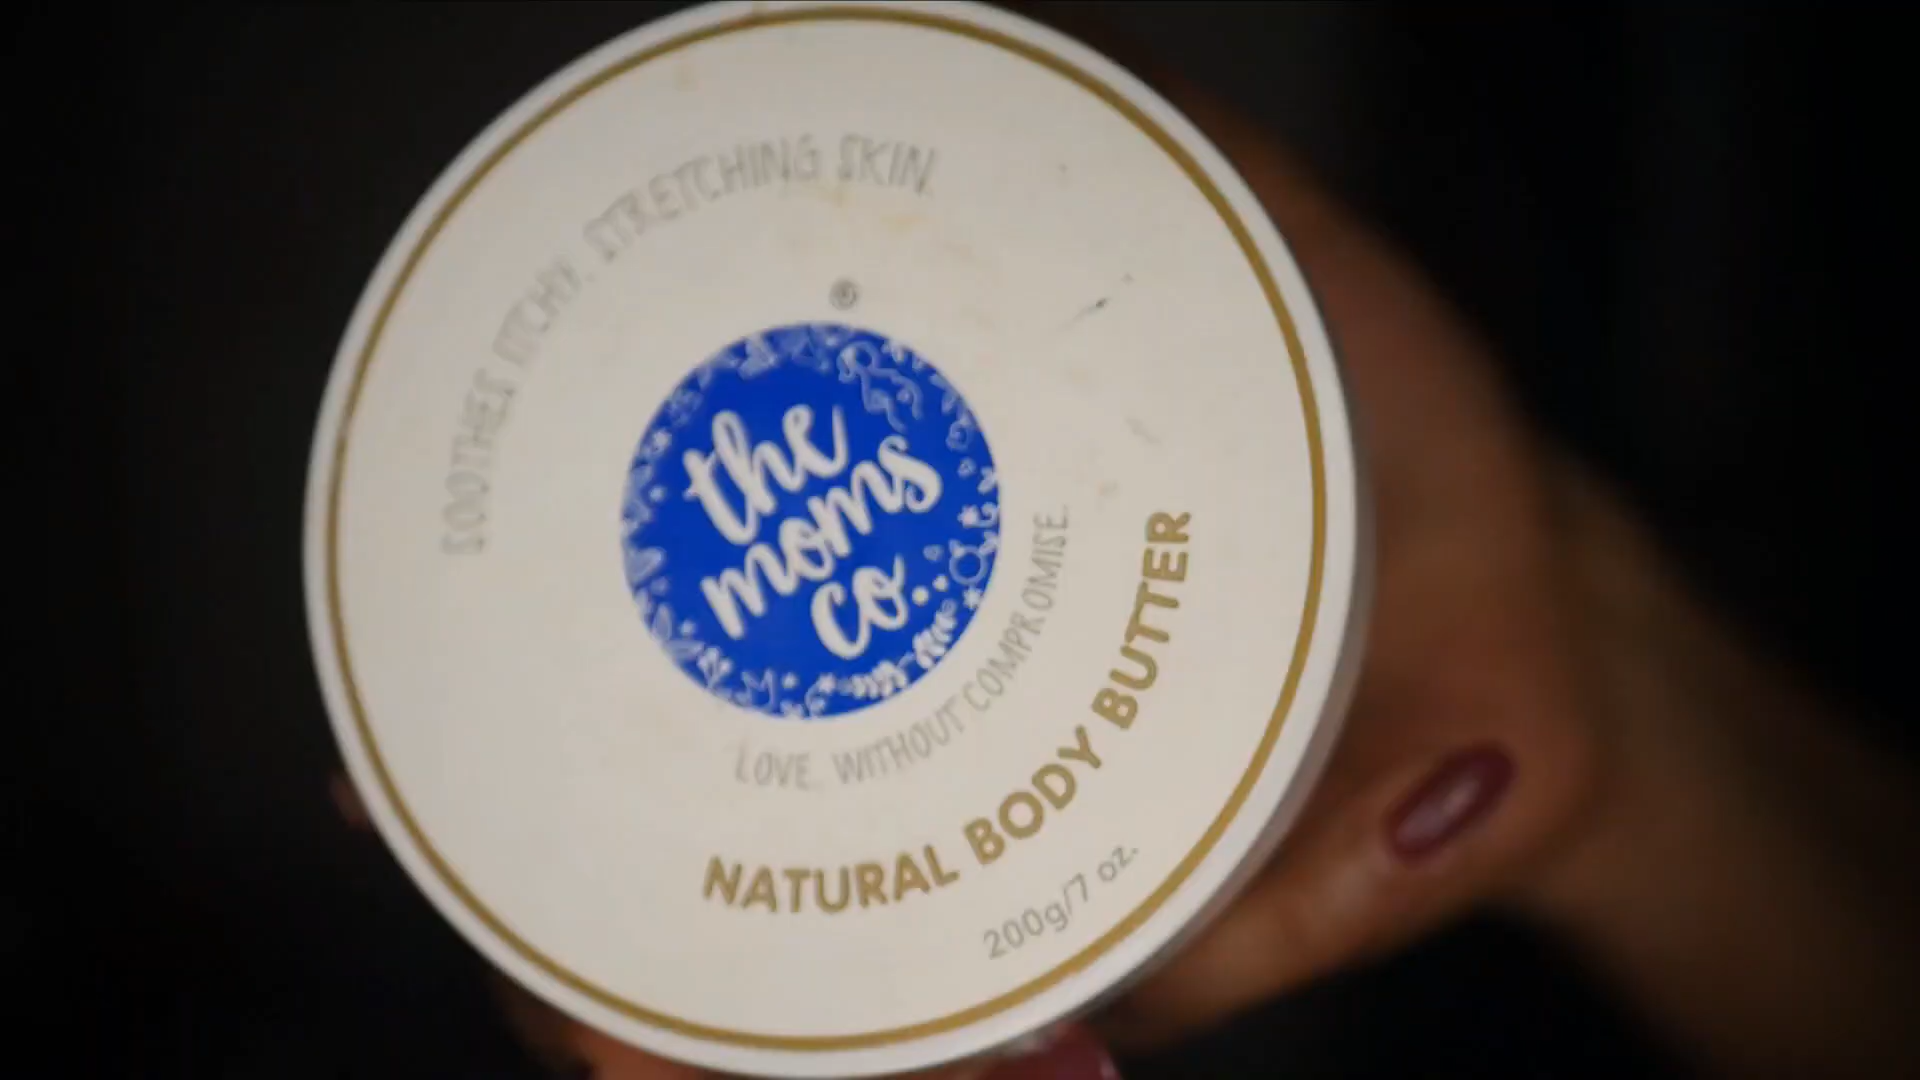 SOOTHES ITCHY, STRETCHING SKIN.
®
the
moms
co..
LOVE. WITHOUT COMPROMISE.
NATURAL BODY BUTTER
200g/7 oz.